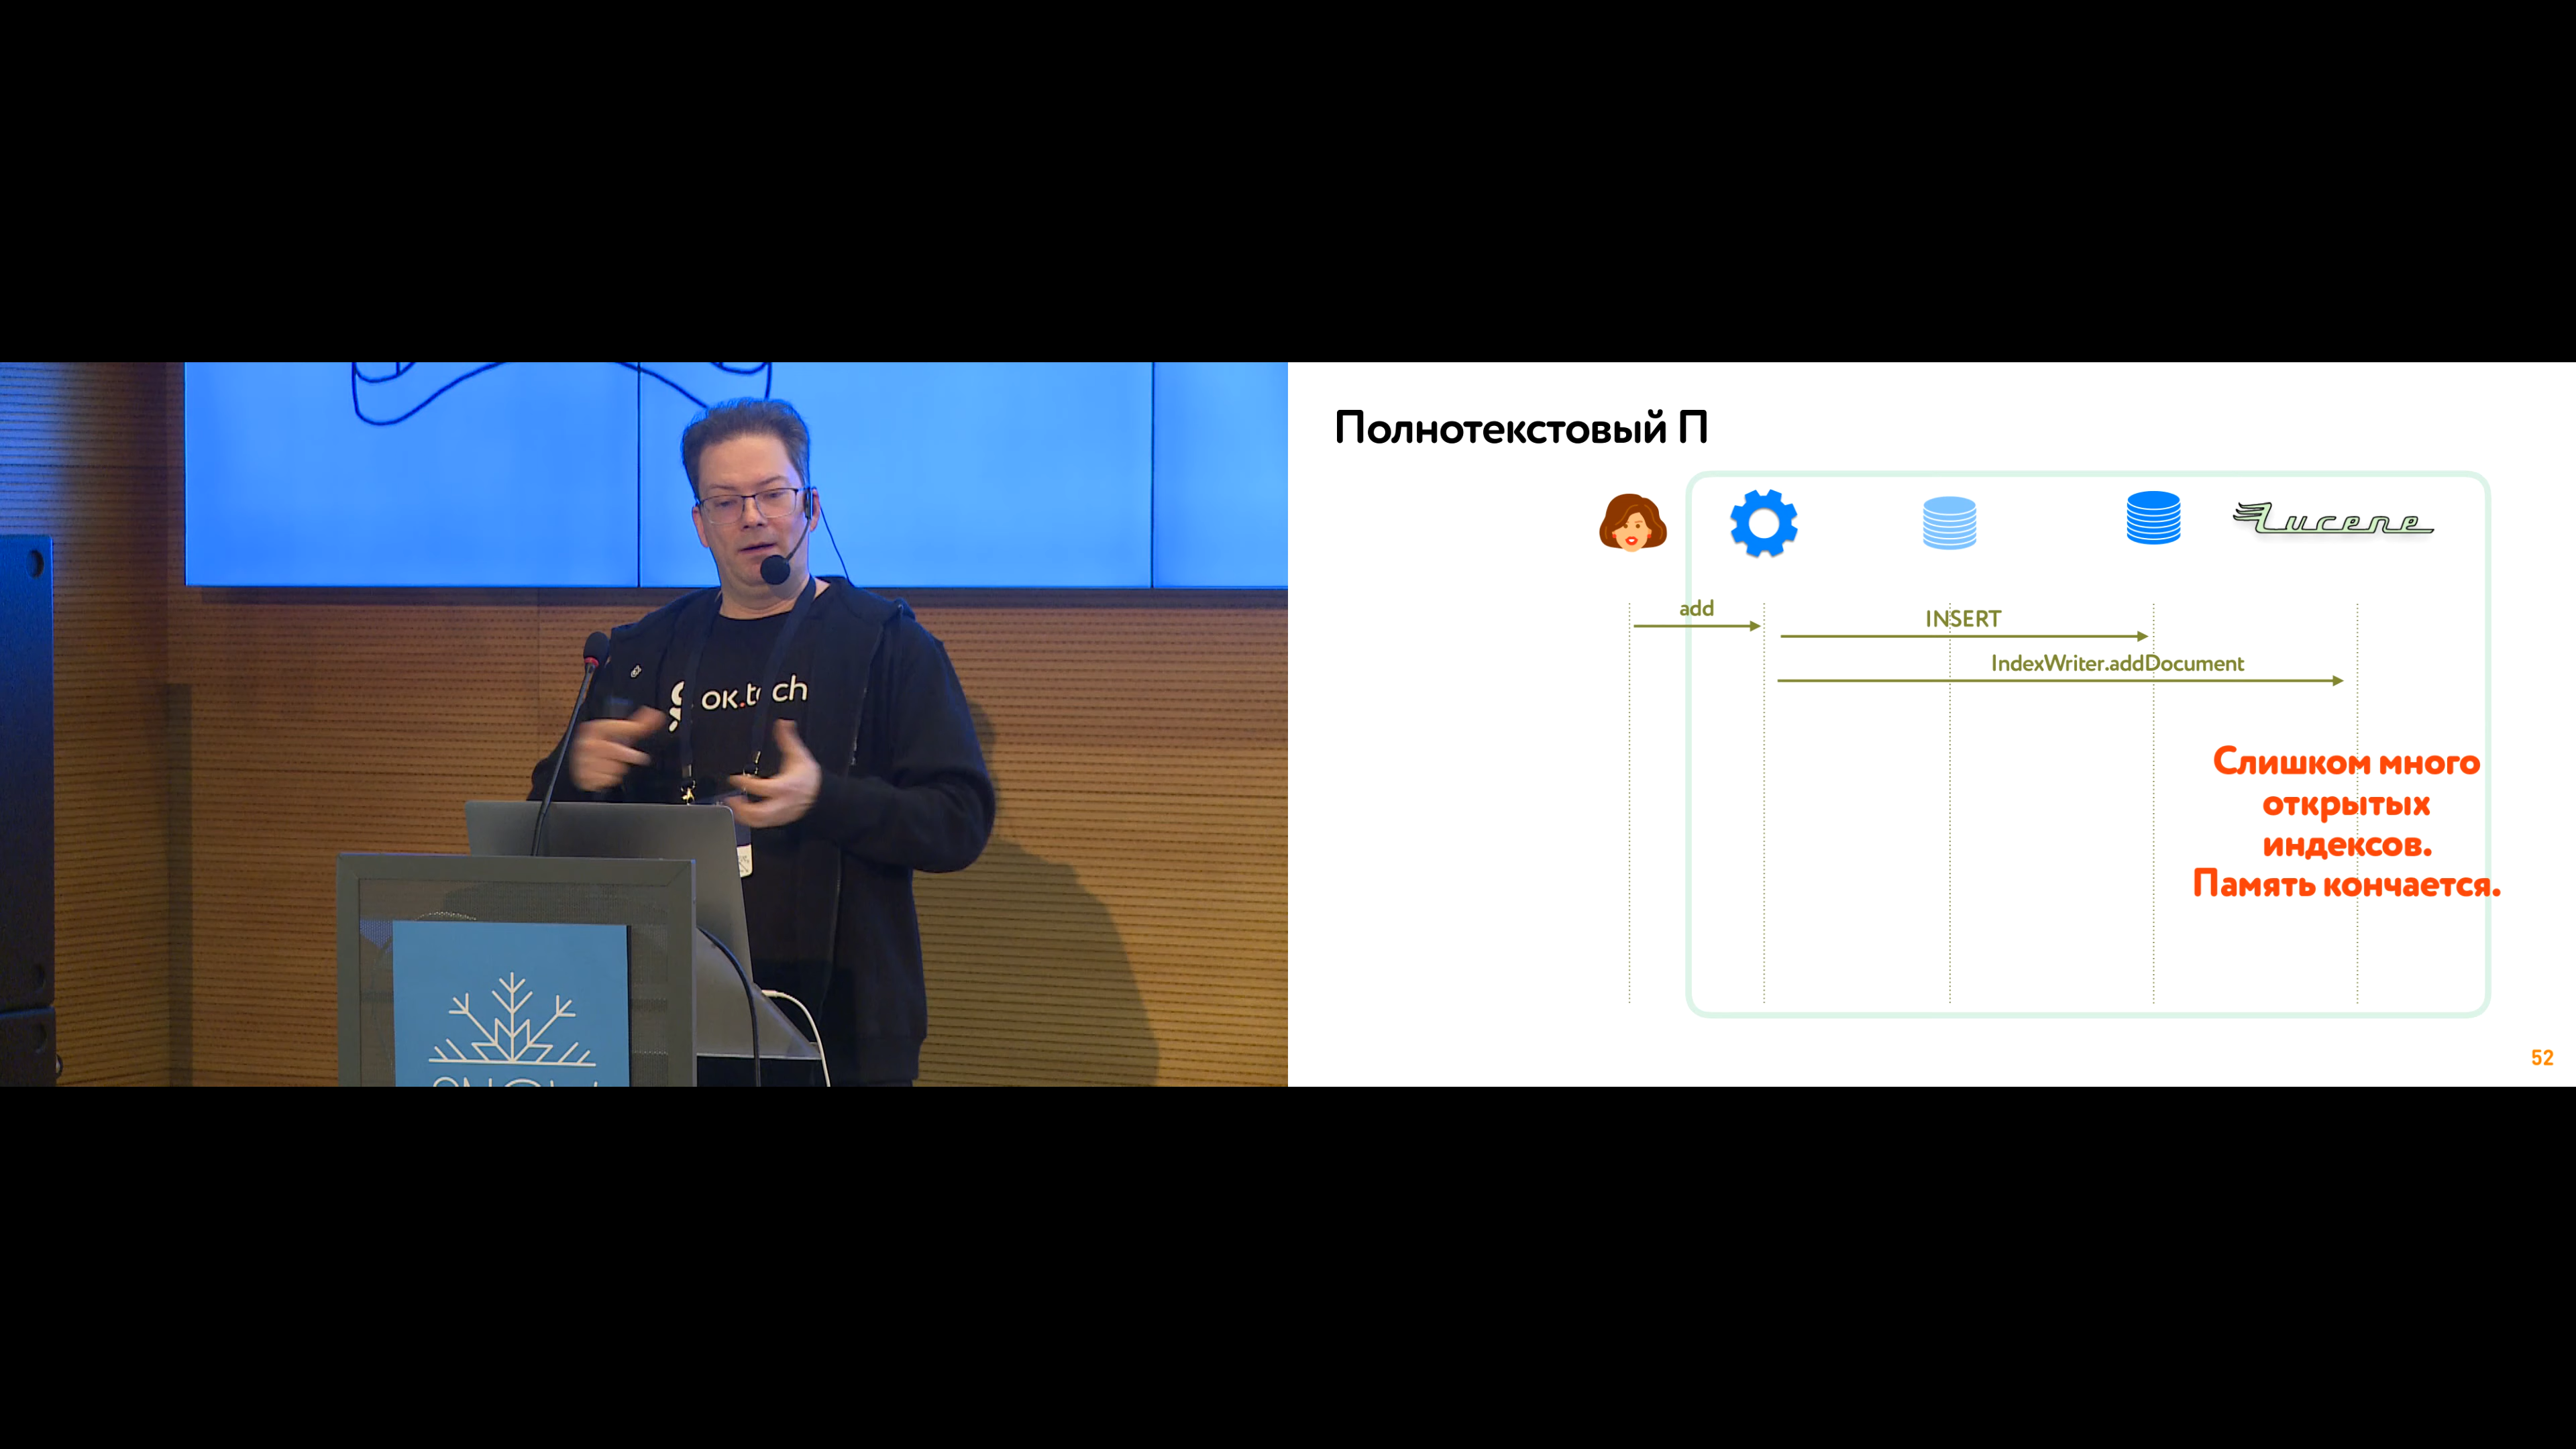 ok.tech
Полнотекстовый П
Lucene
add
INSERT
IndexWriter.addDocument
Слишком много
открытых
индексов.
Память кончается.
52